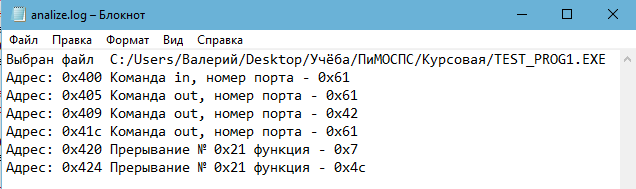 analize.log – Блокнот
Файл Правка Формат Вид Справка
Выбран файл C:/Users/Валерий/Desktop/Учёба/ПиМОСПС/Курсовая/TEST_PROG1.EXE
Адрес: 0x400 Команда in, номер порта - 0x61
Адрес: 0x405 Команда out, номер порта - 0x61
Адрес: 0x409 Команда out, номер порта - 0x42
Адрес: 0x41c Команда out, номер порта - 0x61
Адрес: 0x420 Прерывание № 0x21 функция - 0x7
Адрес: 0x424 Прерывание № 0x21 функция - 0x4c